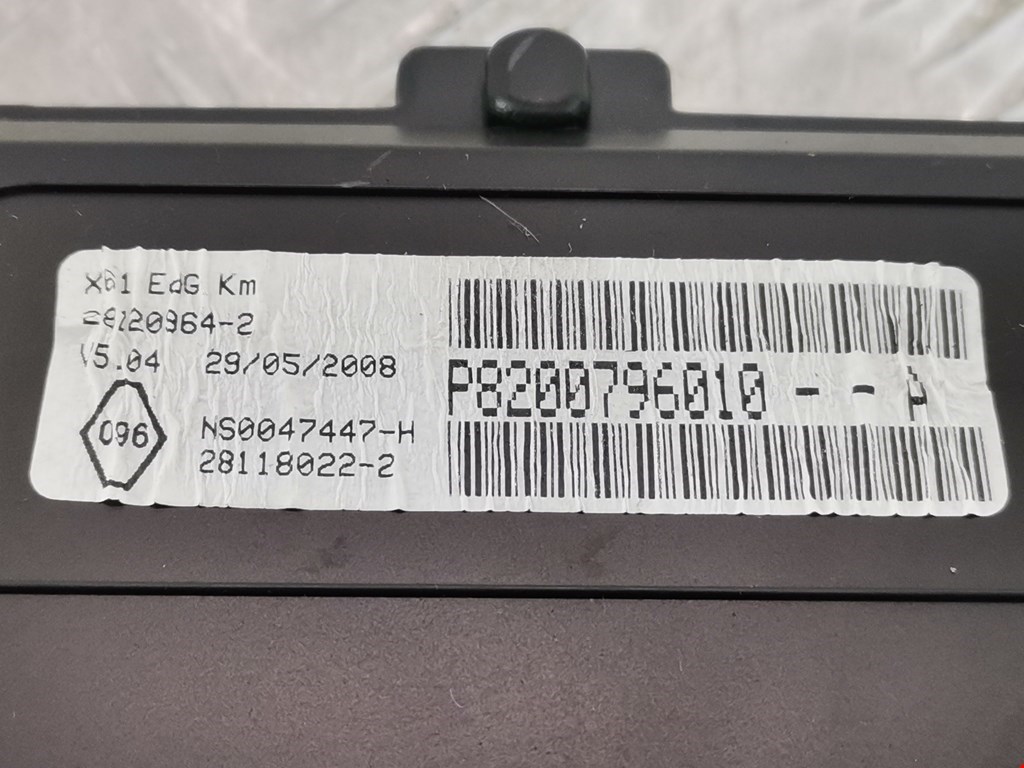 X61 EdG Km
V5.04 29/05/2008
096
NS0047447-H
28118022-2
P8200796010 - - A